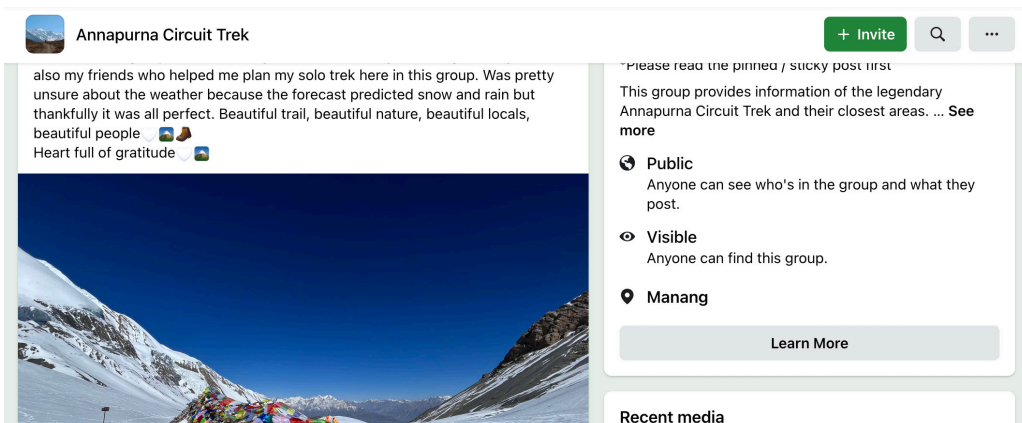 Annapurna Circuit Trek
+ Invite
also my friends who helped me plan my solo trek here in this group. Was pretty
unsure about the weather because the forecast predicted snow and rain but
thankfully it was all perfect. Beautiful trail, beautiful nature, beautiful locals,
beautiful people🤍🏔️🥾
Heart full of gratitude🤍🏔️
*Please read the pinned / sticky post first
This group provides information of the legendary
Annapurna Circuit Trek and their closest areas. ... See
more
Public
Anyone can see who's in the group and what they
post.
Visible
Anyone can find this group.
Manang
Learn More
Recent media